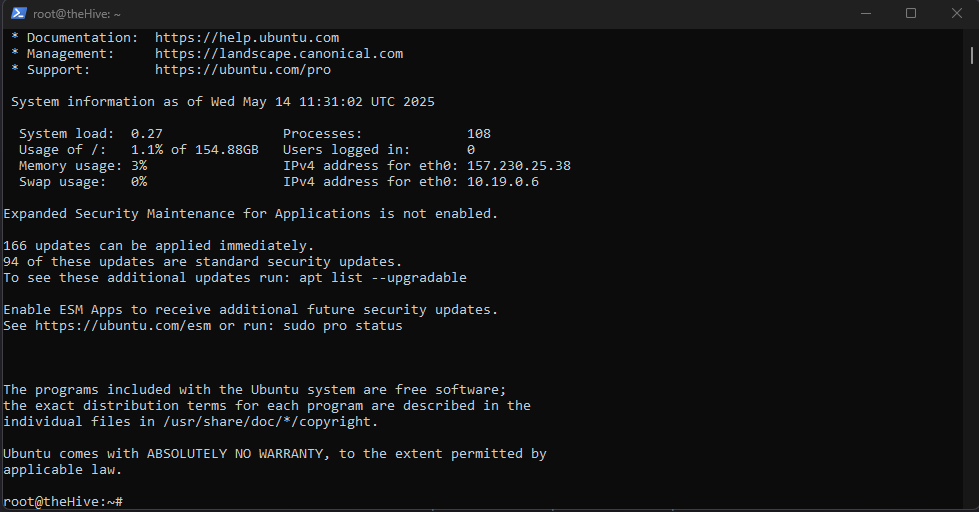 root@theHive: ~
* Documentation:  https://help.ubuntu.com
* Management:     https://landscape.canonical.com
* Support:        https://ubuntu.com/pro
System information as of Wed May 14 11:31:02 UTC 2025
System load:  0.27               Processes:             108
Usage of /:   1.1% of 154.88GB   Users logged in:       0
Memory usage: 3%                 IPv4 address for eth0: 157.230.25.38
Swap usage:   0%                 IPv4 address for eth0: 10.19.0.6
Expanded Security Maintenance for Applications is not enabled.
166 updates can be applied immediately.
94 of these updates are standard security updates.
To see these additional updates run: apt list --upgradable
Enable ESM Apps to receive additional future security updates.
See https://ubuntu.com/esm or run: sudo pro status
The programs included with the Ubuntu system are free software;
the exact distribution terms for each program are described in the
individual files in /usr/share/doc/*/copyright.
Ubuntu comes with ABSOLUTELY NO WARRANTY, to the extent permitted by
applicable law.
root@theHive:~#